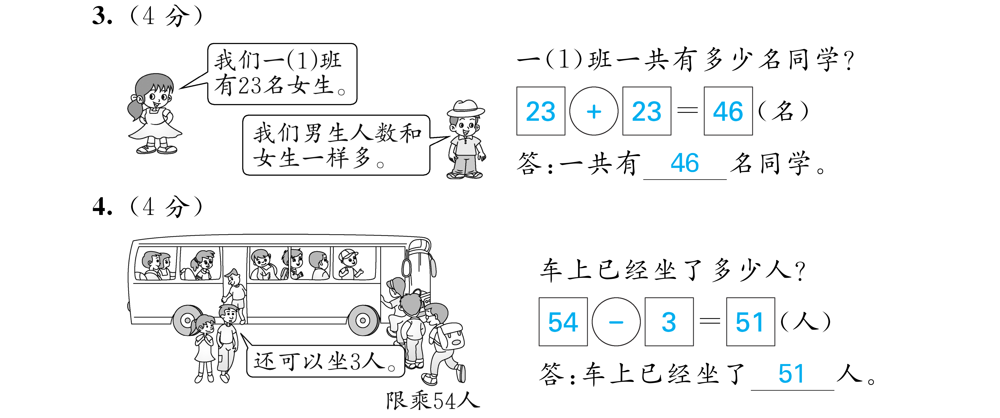 3. （4 分）
我们一(1)班
有23名女生。
我们男生人数和
女生一样多。
一(1)班一共有多少名同学?
23 + 23 = 46 (名)
答:一共有 46 名同学。
4. （4 分）
还可以坐3人。
限乘54人
车上已经坐了多少人?
54 − 3 = 51 (人)
答:车上已经坐了 51 人。